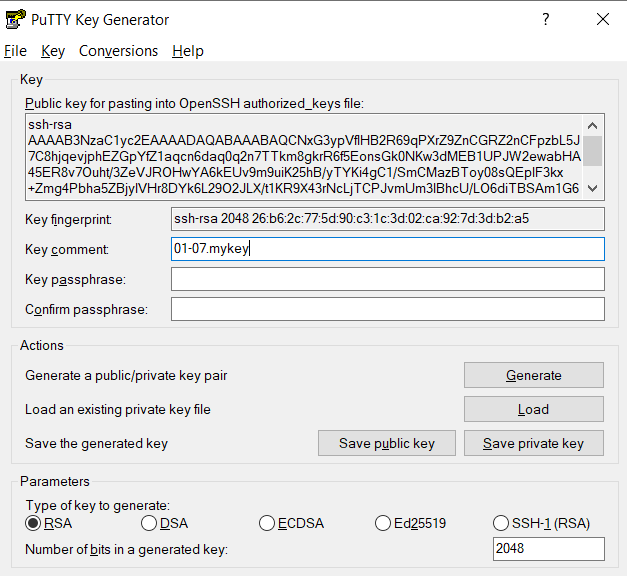 PuTTY Key Generator
File Key Conversions Help
Key
Public key for pasting into OpenSSH authorized_keys file:
ssh-rsa
AAAAB3NzaC1yc2EAAAADAQABAAABAQCNxG3ypVflHB2R69qPXrZ9ZnCGRZ2nCFpzbL5J
7C8hjqevjphEZGpYfZ1aqcn6daq0q2n7TTkm8gkrR6f5EonsGk0NKw3dMEB1UPJW2ewabHA
45ER8v7Ouht/3ZeVJROHwYA6kEUv9m9uiK25hB/yTYKi4gC1/SmCMazBToy08sQEpIF3kx
+Zmg4Pbha5ZBjylVHr8DYk6L29O2JLX/t1KR9X43rNcLjTCPJvmUm3lBhcU/LO6diTBSAm1G6
Key fingerprint: ssh-rsa 2048 26:b6:2c:77:5d:90:c3:1c:3d:02:ca:92:7d:3d:b2:a5
Key comment: 01-07.mykey
Key passphrase:
Confirm passphrase:
Actions
Generate a public/private key pair Generate
Load an existing private key file Load
Save the generated key Save public key Save private key
Parameters
Type of key to generate:
RSA DSA ECDSA Ed25519 SSH-1 (RSA)
Number of bits in a generated key: 2048